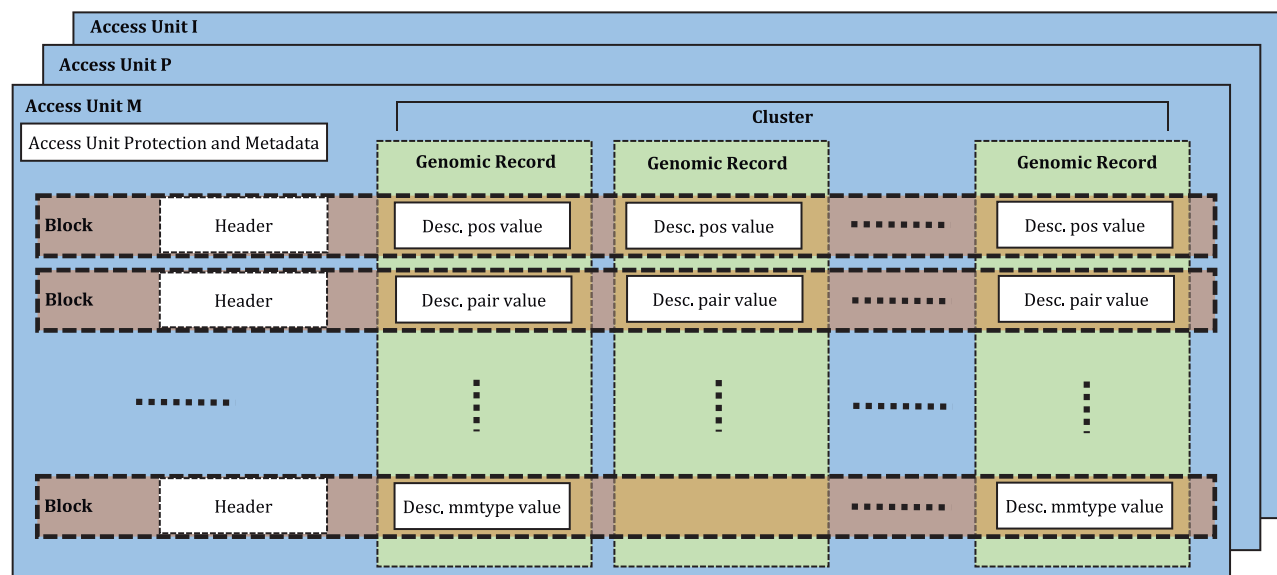 Access Unit I
Access Unit P
Access Unit M
Cluster
Access Unit Protection and Metadata
Genomic Record Genomic Record Genomic Record
Block Header Desc. pos value Desc. pos value Desc. pos value
Block Header Desc. pair value Desc. pair value Desc. pair value
Block Header Desc. mmtype value Desc. mmtype value